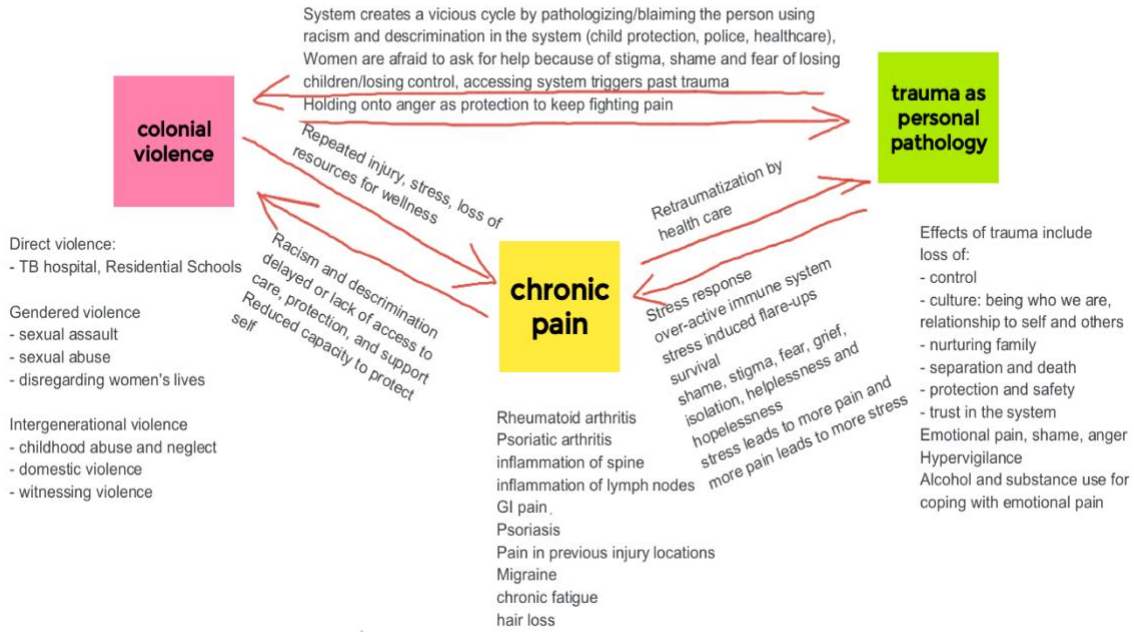 System creates a vicious cycle by pathologizing/blaming the person using
racism and descrimination in the system (child protection, police, healthcare),
Women are afraid to ask for help because of stigma, shame and fear of losing
children/losing control, accessing system triggers past trauma
Holding onto anger as protection to keep fighting pain
colonial
violence
trauma as
personal
pathology
Repeated injury, stress, loss of
resources for wellness
Retraumatization by
health care
Racism and descrimination
delayed or lack of access to
care, protection, and support
Reduced capacity to protect
self
chronic
pain
Stress response
over-active immune system
stress induced flare-ups
survival
shame, stigma, fear, grief,
isolation, helplessness and
hopelessness
stress leads to more pain and
more pain leads to more stress
Direct violence:
- TB hospital, Residential Schools
Gendered violence
- sexual assault
- sexual abuse
- disregarding women's lives
Intergenerational violence
- childhood abuse and neglect
- domestic violence
- witnessing violence
Rheumatoid arthritis
Psoriatic arthritis
inflammation of spine
inflammation of lymph nodes
GI pain
Psoriasis
Pain in previous injury locations
Migraine
chronic fatigue
hair loss
Effects of trauma include
loss of:
- control
- culture: being who we are,
relationship to self and others
- nurturing family
- separation and death
- protection and safety
- trust in the system
Emotional pain, shame, anger
Hypervigilance
Alcohol and substance use for
coping with emotional pain